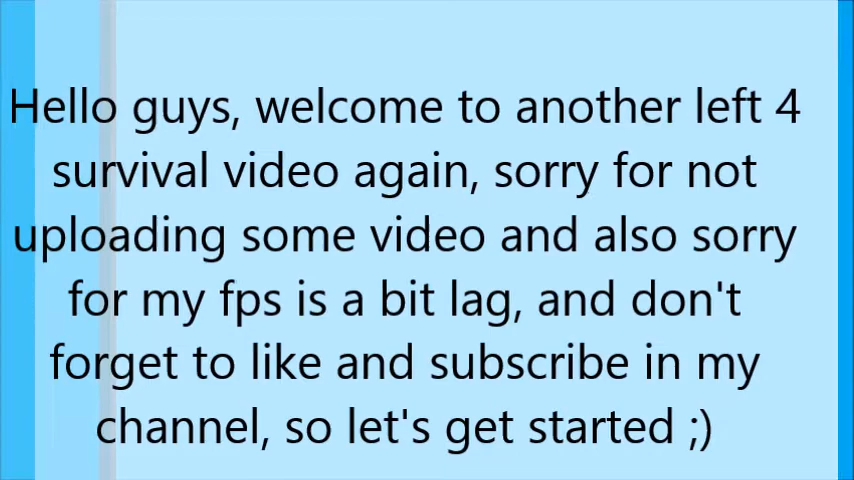 Hello guys, welcome to another left 4
survival video again, sorry for not
uploading some video and also sorry
for my fps is a bit lag, and don't
forget to like and subscribe in my
channel, so let's get started ;)